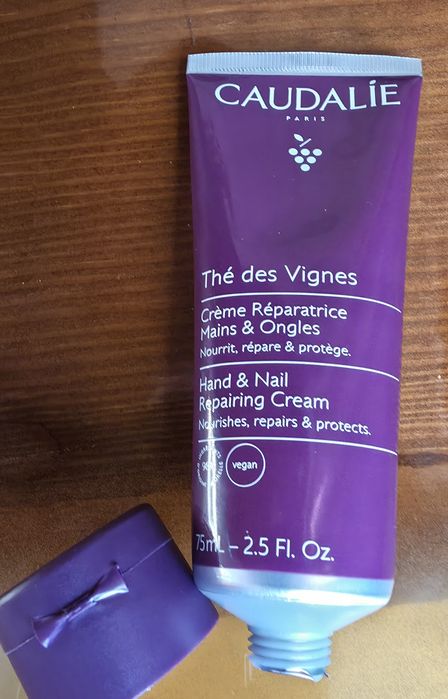 CAUDALÍE
PARIS
Thé des Vignes
Crème Réparatrice
Mains & Ongles
Nourrit, répare & protège.
Hand & Nail
Repairing Cream
Nourishes, repairs & protects.
vegan
75mL – 2.5 Fl. Oz.